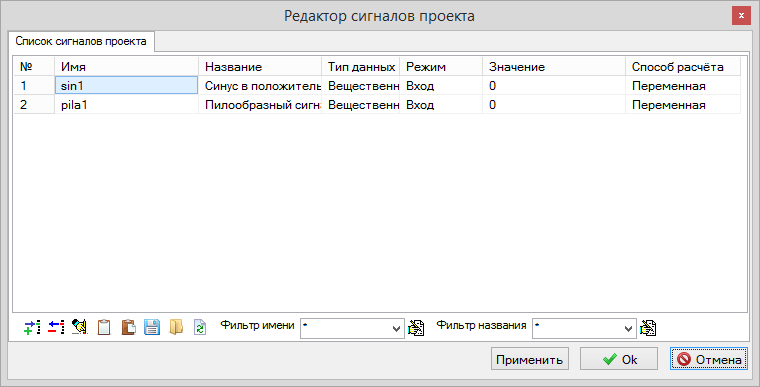 Редактор сигналов проекта
x
Список сигналов проекта
№ Имя Название Тип данных Режим Значение Способ расчёта
1 sin1 Синус в положитель Вещественн Вход 0 Переменная
2 pila1 Пилообразный сигна Вещественн Вход 0 Переменная
Фильтр имени * Фильтр названия *
Применить Ok Отмена